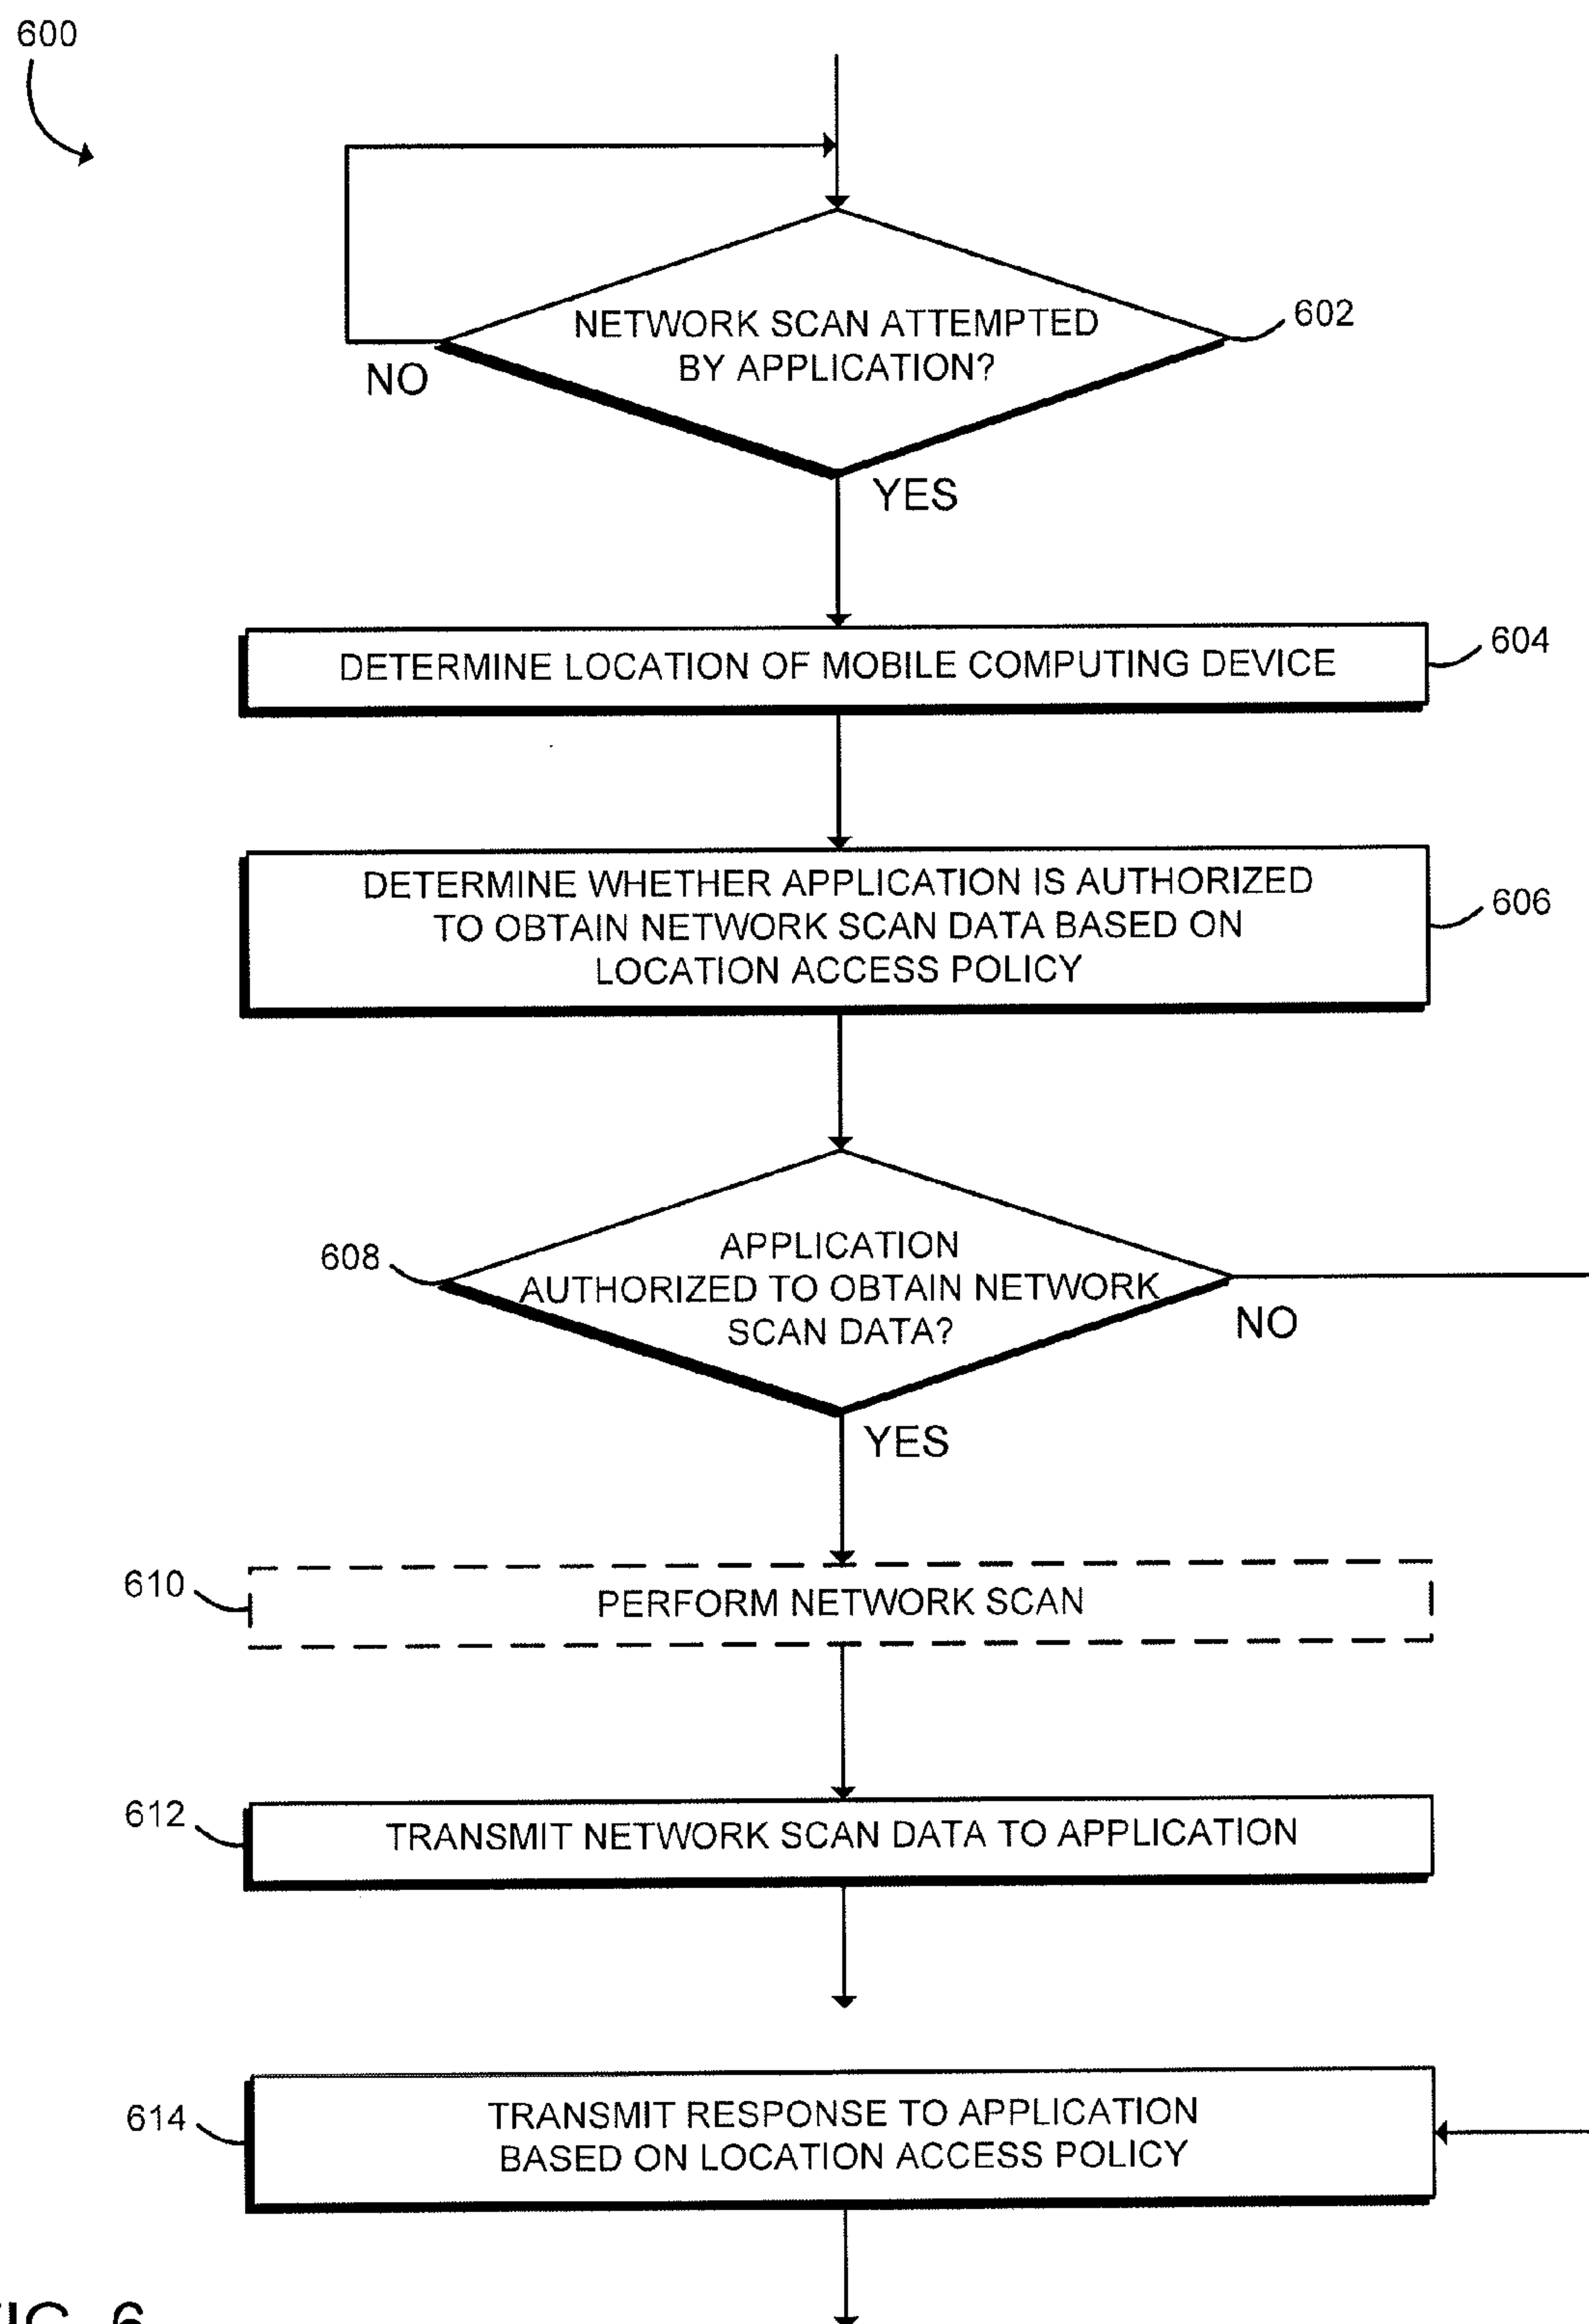 600
NETWORK SCAN ATTEMPTED
BY APPLICATION?
602
NO
YES
DETERMINE LOCATION OF MOBILE COMPUTING DEVICE
604
DETERMINE WHETHER APPLICATION IS AUTHORIZED
TO OBTAIN NETWORK SCAN DATA BASED ON
LOCATION ACCESS POLICY
606
608
APPLICATION
AUTHORIZED TO OBTAIN NETWORK
SCAN DATA?
NO
YES
610
PERFORM NETWORK SCAN
612
TRANSMIT NETWORK SCAN DATA TO APPLICATION
614
TRANSMIT RESPONSE TO APPLICATION
BASED ON LOCATION ACCESS POLICY
FIG. 6